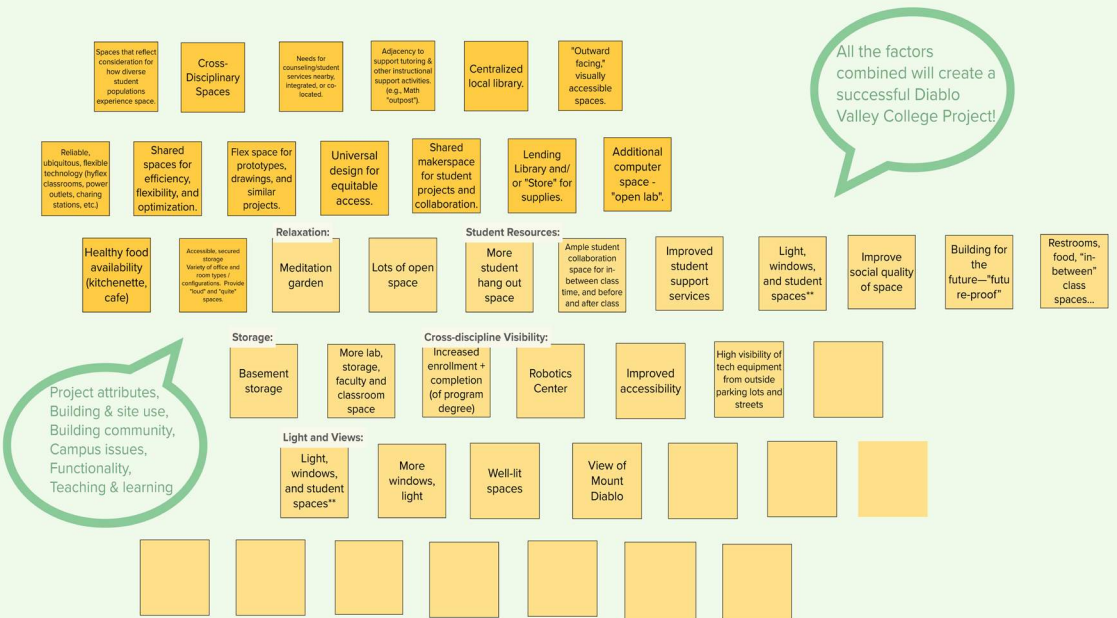 Spaces that reflect
consideration for
how diverse
student
populations
experience space.
Cross-
Disciplinary
Spaces
Needs for
counseling/student
services nearby,
integrated, or co-
located.
Adjacency to
support tutoring &
other instructional
support activities.
(e.g., Math
"outpost").
Centralized
local library.
"Outward
facing,"
visually
accessible
spaces.
All the factors
combined will create a
successful Diablo
Valley College Project!
Reliable,
ubiquitous, flexible
technology (hyflex
classrooms, power
outlets, charing
stations, etc.)
Shared
spaces for
efficiency,
flexibility, and
optimization.
Flex space for
prototypes,
drawings, and
similar
projects.
Universal
design for
equitable
access.
Shared
makerspace
for student
projects and
collaboration.
Lending
Library and/
or "Store" for
supplies.
Additional
computer
space -
"open lab".
Healthy food
availability
(kitchenette,
cafe)
Accessible, secured
storage
Variety of office and
room types /
configurations. Provide
"loud" and "quite"
spaces.
Relaxation:
Meditation
garden
Lots of open
space
Student Resources:
More
student
hang out
space
Ample student
collaboration
space for in-
between class
time, and before
and after class
Improved
student
support
services
Light,
windows,
and student
spaces**
Improve
social quality
of space
Building for
the
future—"futu
re-proof"
Restrooms,
food, "in-
between"
class
spaces...
Storage:
Basement
storage
More lab,
storage,
faculty and
classroom
space
Cross-discipline Visibility:
Increased
enrollment +
completion
(of program
degree)
Robotics
Center
Improved
accessibility
High visibility of
tech equipment
from outside
parking lots and
streets
Project attributes,
Building & site use,
Building community,
Campus issues,
Functionality,
Teaching & learning
Light and Views:
Light,
windows,
and student
spaces**
More
windows,
light
Well-lit
spaces
View of
Mount
Diablo